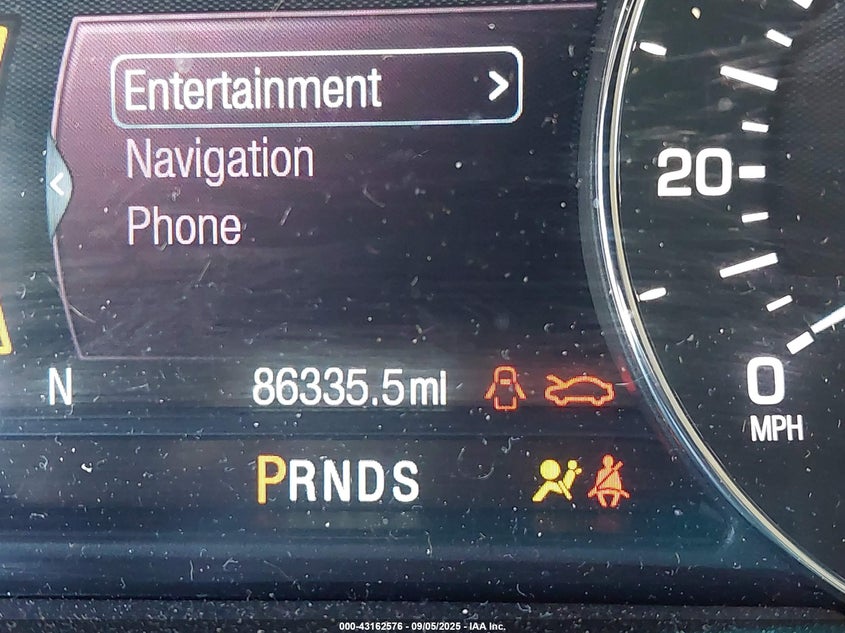 Entertainment >
Navigation
Phone
20
0
MPH
N 86335.5mi
PRNDS
000-43162576 - 09/05/2025 - IAA Inc.